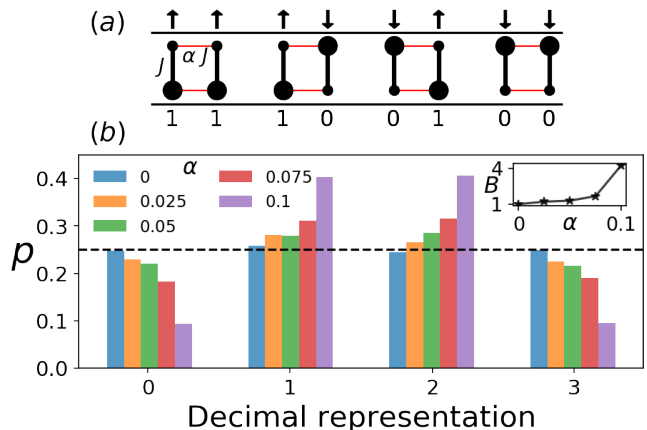 (a)
J α J
1 1 1 0 0 1 0 0
(b)
α
0 0.075
0.025 0.1
0.05
B
4
1
0 α 0.1
p
0.4
0.3
0.2
0.1
0.0
0 1 2 3
Decimal representation